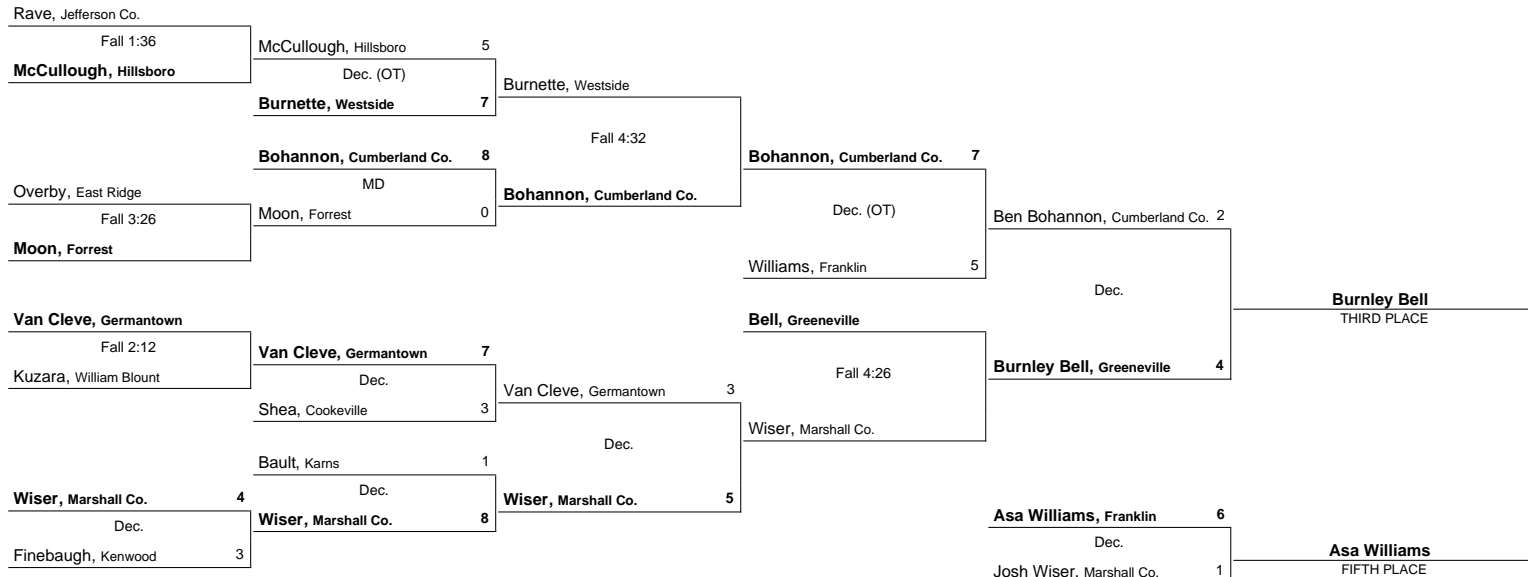 Rave, Jefferson Co.
Fall 1:36
McCullough, Hillsboro
McCullough, Hillsboro 5
Dec. (OT)
Burnette, Westside 7
Burnette, Westside
Fall 4:32
Bohannon, Cumberland Co.
Bohannon, Cumberland Co. 8
MD
Moon, Forrest 0
Overby, East Ridge
Fall 3:26
Moon, Forrest
Bohannon, Cumberland Co. 7
Dec. (OT)
Williams, Franklin 5
Ben Bohannon, Cumberland Co. 2
Dec.
Burnley Bell, Greeneville 4
Burnley Bell
THIRD PLACE
Van Cleve, Germantown
Fall 2:12
Kuzara, William Blount
Van Cleve, Germantown 7
Dec.
Shea, Cookeville 3
Van Cleve, Germantown 3
Dec.
Wiser, Marshall Co. 5
Bell, Greeneville
Fall 4:26
Wiser, Marshall Co.
Bault, Karns 1
Dec.
Wiser, Marshall Co. 8
Wiser, Marshall Co. 4
Dec.
Finebaugh, Kenwood 3
Asa Williams, Franklin 6
Dec.
Josh Wiser, Marshall Co. 1
Asa Williams
FIFTH PLACE